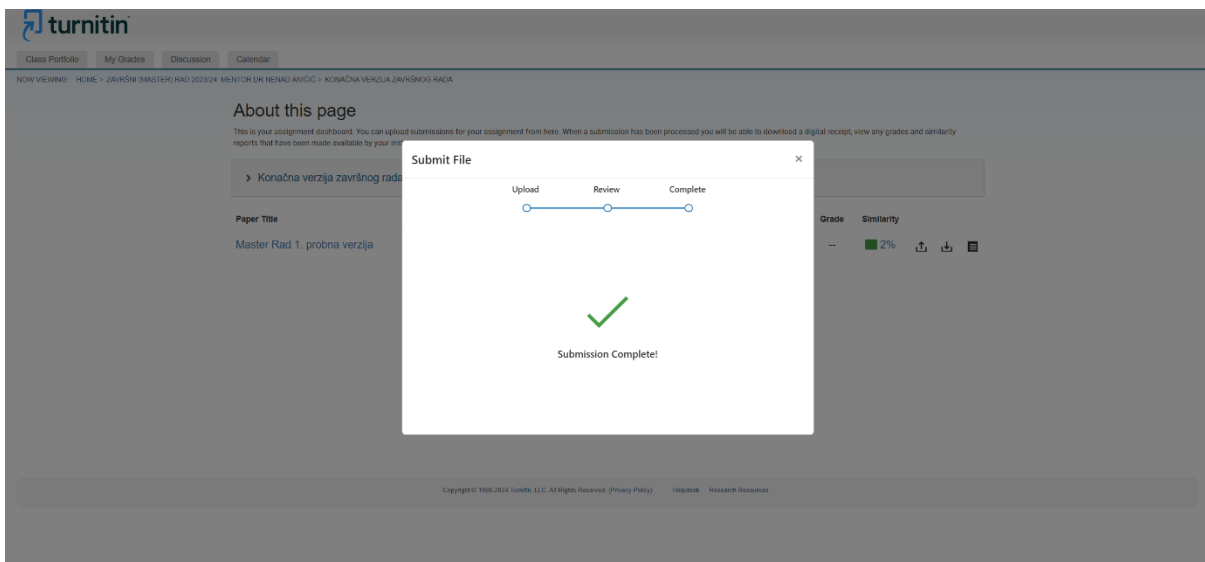 turnitin
Class Portfolio My Grades Discussion Calendar
NOW VIEWING: HOME > ZAVRŠNI (MASTER) RAD 2023/24: MENTOR DR NENAD ANIČIĆ > KONAČNA VERZIJA ZAVRŠNOG RADA
About this page
This is your assignment dashboard. You can upload submissions for your assignment from here. When a submission has been processed you will be able to download a digital receipt, view any grades and similarity
reports that have been made available by your
Submit File ×
> Konačna verzija završnog rada
Upload Review Complete
Paper Title Grade Similarity
Master Rad 1. probna verzija -- 2%
Submission Complete!
Copyright © 1998-2024 Turnitin, LLC. All Rights Reserved. (Privacy Policy) Helpdesk Research Resources